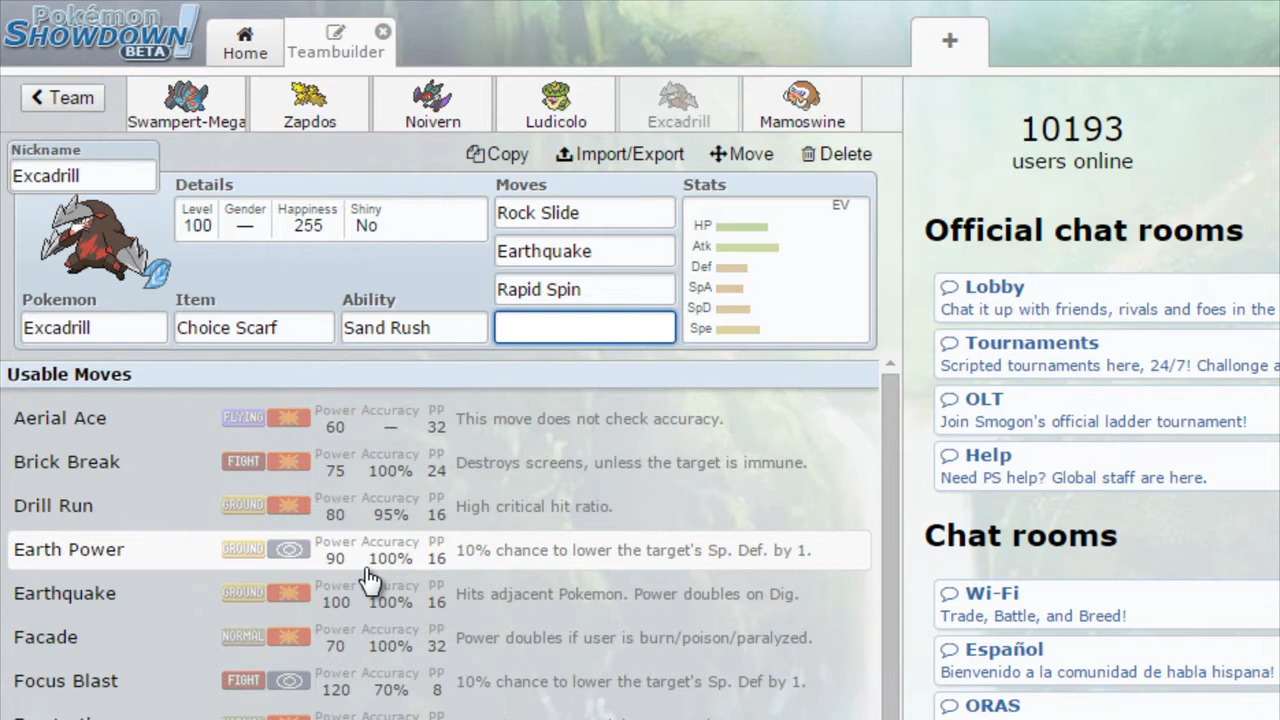 Pokémon
SHOWDOWN!
BETA
Home
Teambuilder
+
Team
Swampert-Mega
Zapdos
Noivern
Ludicolo
Excadrill
Mamoswine
Copy
Import/Export
Move
Delete
Nickname
Excadrill
Details
Level
100
Gender
—
Happiness
255
Shiny
No
Moves
Rock Slide
Earthquake
Rapid Spin
Stats
EV
HP
Atk
Def
SpA
SpD
Spe
Pokemon
Excadrill
Item
Choice Scarf
Ability
Sand Rush
Usable Moves
Aerial Ace FLYING Power 60 Accuracy — PP 32 This move does not check accuracy.
Brick Break FIGHT Power 75 Accuracy 100% PP 24 Destroys screens, unless the target is immune.
Drill Run GROUND Power 80 Accuracy 95% PP 16 High critical hit ratio.
Earth Power GROUND Power 90 Accuracy 100% PP 16 10% chance to lower the target's Sp. Def. by 1.
Earthquake GROUND Power 100 Accuracy 100% PP 16 Hits adjacent Pokemon. Power doubles on Dig.
Facade NORMAL Power 70 Accuracy 100% PP 32 Power doubles if user is burn/poison/paralyzed.
Focus Blast FIGHT Power 120 Accuracy 70% PP 8 10% chance to lower the target's Sp. Def by 1.
10193
users online
Official chat rooms
Lobby
Chat it up with friends, rivals and foes in the
Tournaments
Scripted tournaments here, 24/7! Challonge a
OLT
Join Smogon's official ladder tournament!
Help
Need PS help? Global staff are here.
Chat rooms
Wi-Fi
Trade, Battle, and Breed!
Español
Bienvenido a la comunidad de habla hispana!
ORAS